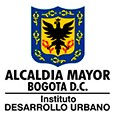 ALCALDIA MAYOR
BOGOTA D.C.
Instituto
DESARROLLO URBANO